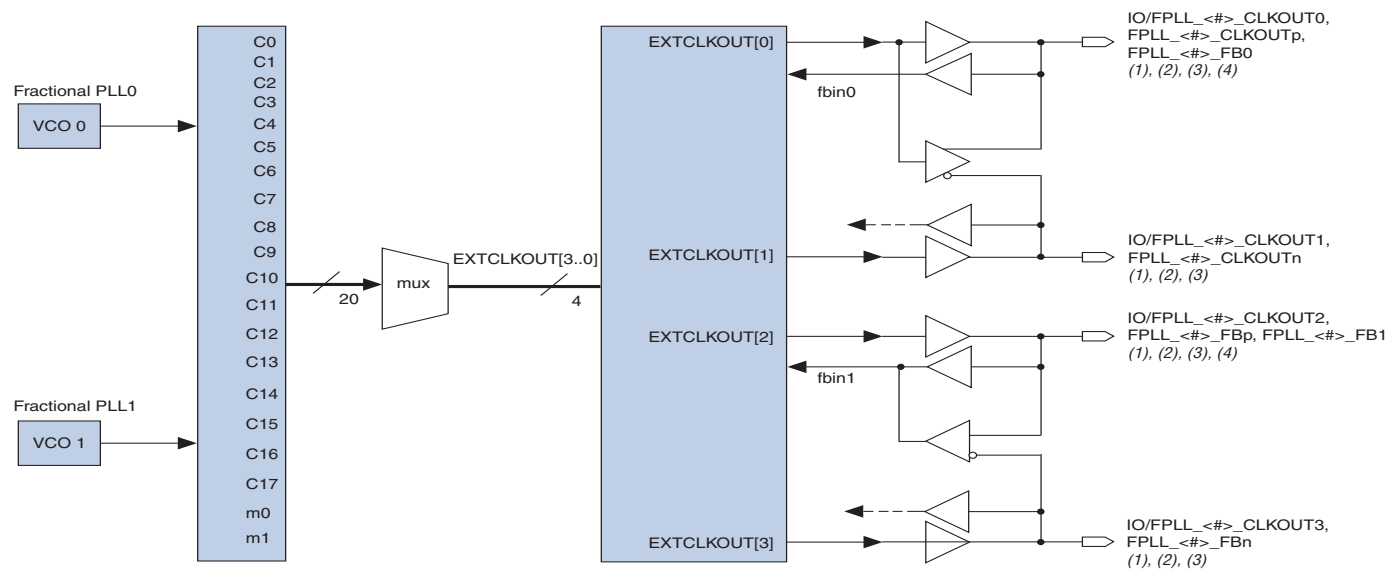 Fractional PLL0
VCO 0
Fractional PLL1
VCO 1
C0
C1
C2
C3
C4
C5
C6
C7
C8
C9
C10
C11
C12
C13
C14
C15
C16
C17
m0
m1
20
mux
EXTCLKOUT[3..0]
4
EXTCLKOUT[0]
fbin0
EXTCLKOUT[1]
EXTCLKOUT[2]
fbin1
EXTCLKOUT[3]
IO/FPLL_<#>_CLKOUT0,
FPLL_<#>_CLKOUTp,
FPLL_<#>_FB0
(1), (2), (3), (4)
IO/FPLL_<#>_CLKOUT1,
FPLL_<#>_CLKOUTn
(1), (2), (3)
IO/FPLL_<#>_CLKOUT2,
FPLL_<#>_FBp, FPLL_<#>_FB1
(1), (2), (3), (4)
IO/FPLL_<#>_CLKOUT3,
FPLL_<#>_FBn
(1), (2), (3)